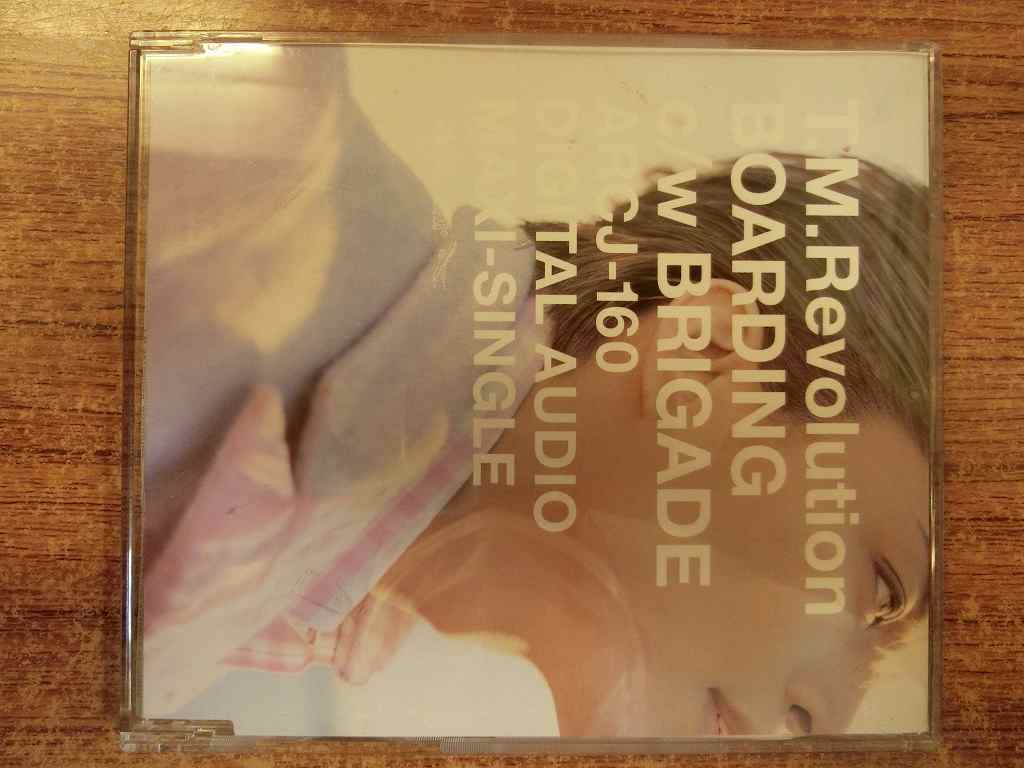 T.M.Revolution
BOARDING
c/w BRIGADE
ARCJ-160
DIGITAL AUDIO
MAXI-SINGLE